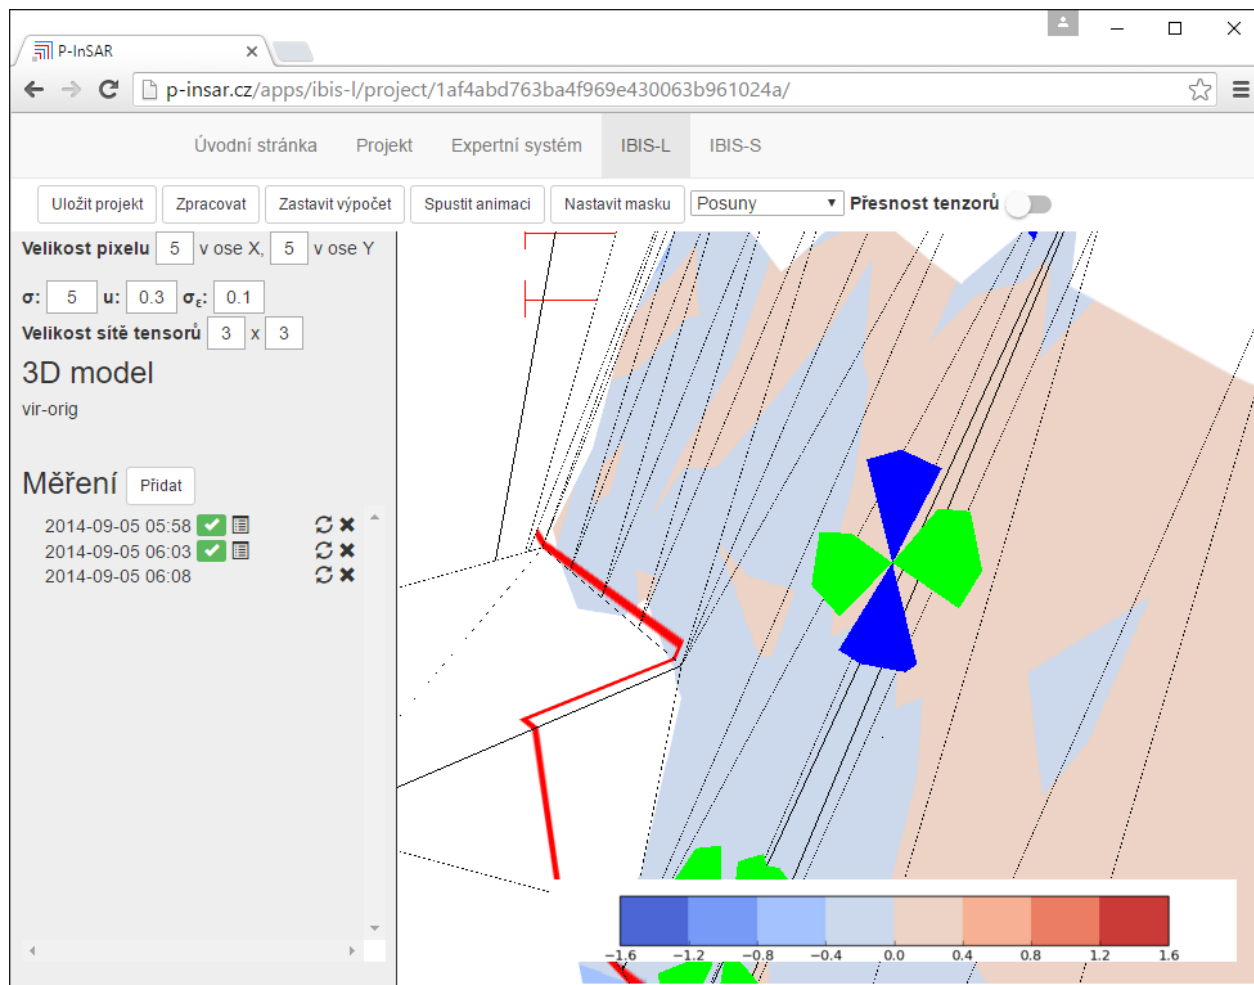 P-InSAR
p-insar.cz/apps/ibis-l/project/1af4abd763ba4f969e430063b961024a/
Úvodní stránka Projekt Expertní systém IBIS-L IBIS-S
Uložit projekt Zpracovat Zastavit výpočet Spustit animaci Nastavit masku Posuny Přesnost tenzorů
Velikost pixelu 5 v ose X, 5 v ose Y
σ: 5 u: 0.3 σε: 0.1
Velikost sítě tensorů 3 x 3
3D model
vir-orig
Měření Přidat
2014-09-05 05:58
2014-09-05 06:03
2014-09-05 06:08
−1.6 −1.2 −0.8 −0.4 0.0 0.4 0.8 1.2 1.6